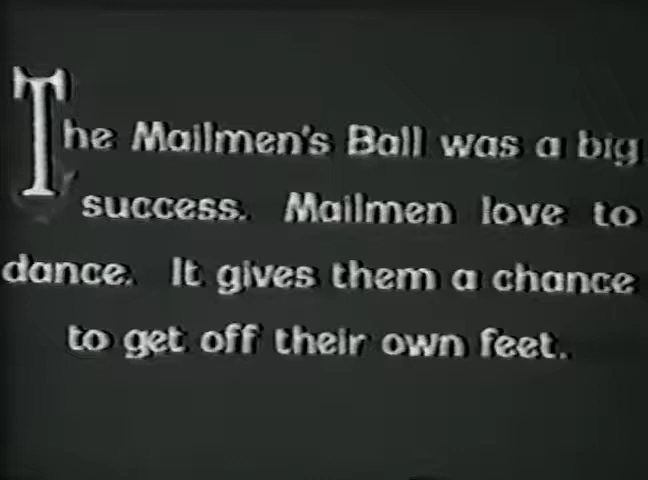 The Mailmen's Ball was a big
success. Mailmen love to
dance. It gives them a chance
to get off their own feet.